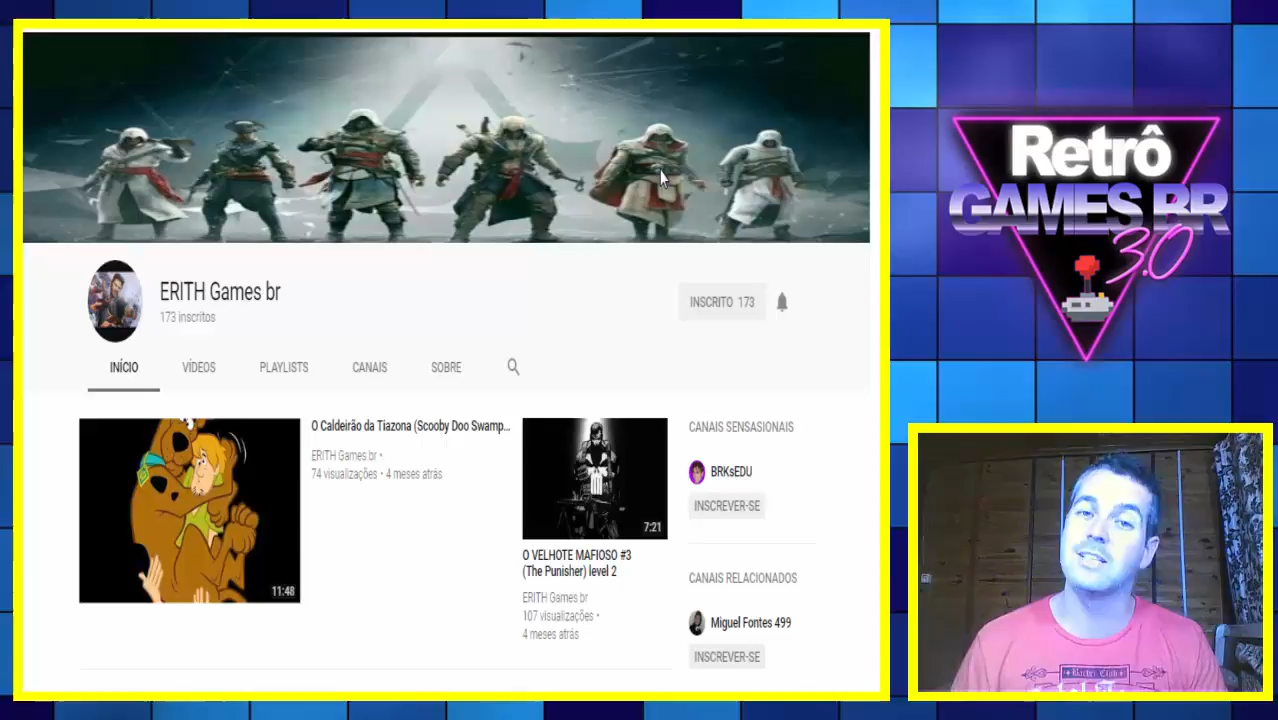 ERITH Games br
173 inscritos
INSCRITO 173
INÍCIO
VÍDEOS
PLAYLISTS
CANAIS
SOBRE
11:48
O Caldeirão da Tiazona (Scooby Doo Swamp...
ERITH Games br •
74 visualizações • 4 meses atrás
7:21
O VELHOTE MAFIOSO #3
(The Punisher) level 2
ERITH Games br
107 visualizações •
4 meses atrás
CANAIS SENSASIONAIS
BRKsEDU
INSCREVER-SE
CANAIS RELACIONADOS
Miguel Fontes 499
INSCREVER-SE
Retrô
GAMES BR
3.0